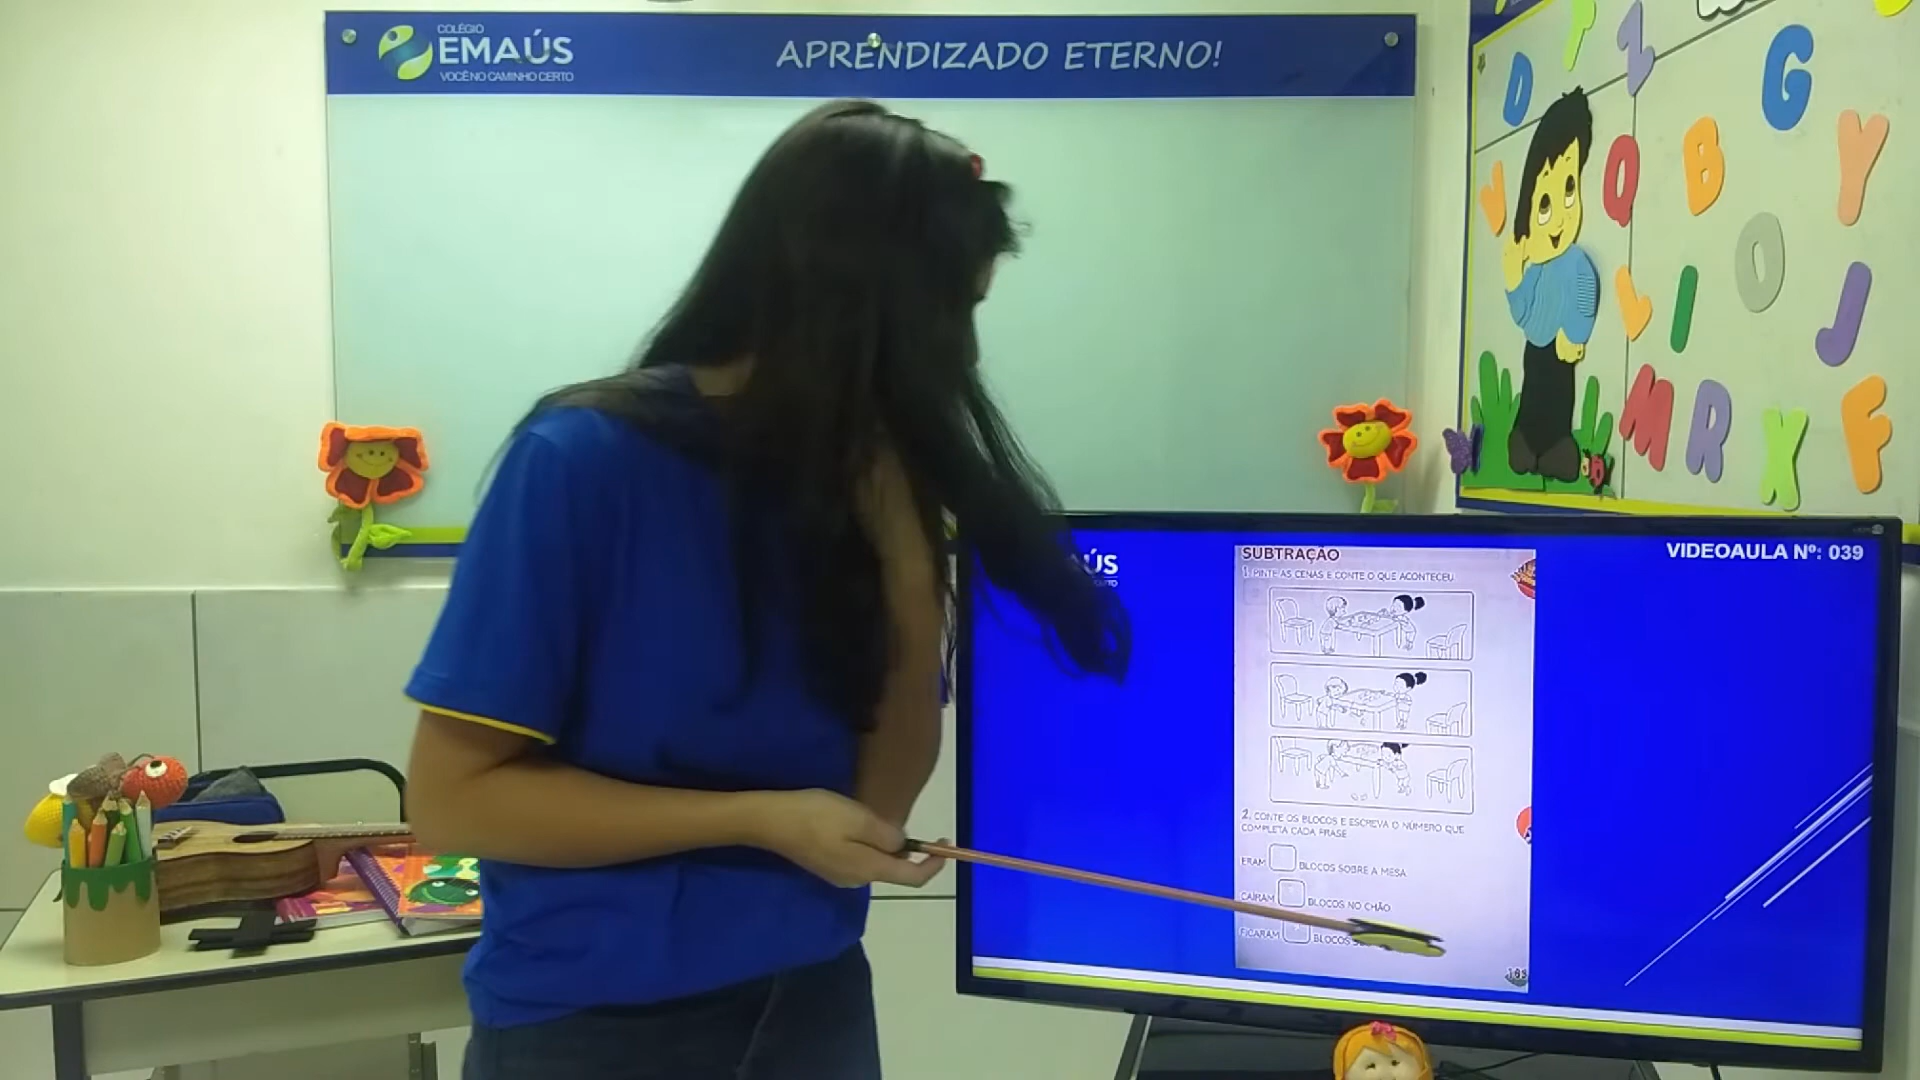 COLÉGIO
EMAÚS
VOCÊ NO CAMINHO CERTO
APRENDIZADO ETERNO!
D
T
Z
G
V
Q
B
Y
L
I
O
J
M
R
X
F
ÚS
VIDEOAULA Nº: 039
SUBTRAÇÃO
1. PINTE AS CENAS E CONTE O QUE ACONTECEU
2. CONTE OS BLOCOS E ESCREVA O NÚMERO QUE
COMPLETA CADA FRASE
ERAM BLOCOS SOBRE A MESA
CAÍRAM BLOCOS NO CHÃO
FICARAM BLOCOS
183